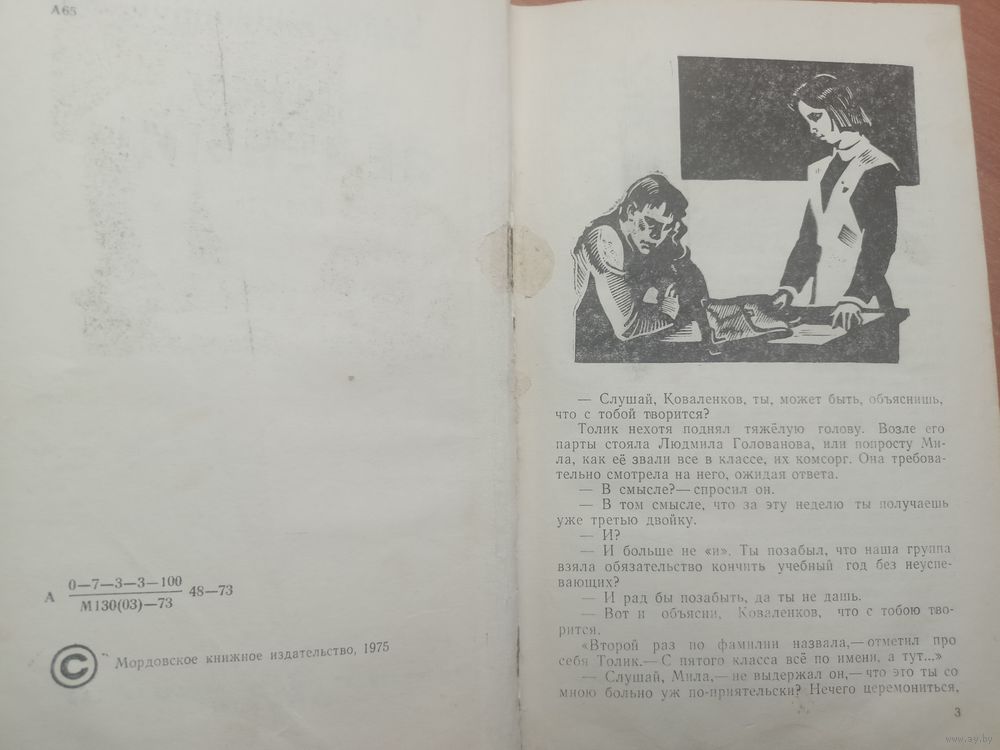 А65
А
0—7—3—3—100
М130(03)—73
48—73
© Мордовское книжное издательство, 1975
— Слушай, Коваленков, ты, может быть, объяснишь,
что с тобой творится?
Толик нехотя поднял тяжёлую голову. Возле его
парты стояла Людмила Голованова, или попросту Ми-
ла, как её звали все в классе, их комсорг. Она требова-
тельно смотрела на него, ожидая ответа.
— В смысле?— спросил он.
— В том смысле, что за эту неделю ты получаешь
уже третью двойку.
— И?
— И больше не «и». Ты позабыл, что наша группа
взяла обязательство кончить учебный год без неуспе-
вающих?
— И рад бы позабыть, да ты не дашь.
— Вот и объясни, Коваленков, что с тобою тво-
рится.
«Второй раз по фамилии назвала,— отметил про
себя Толик.— С пятого класса всё по имени, а тут...»
— Слушай, Мила,— не выдержал он,— что это ты со
мною больно уж по-приятельски? Нечего церемониться,
3
www.ay.by